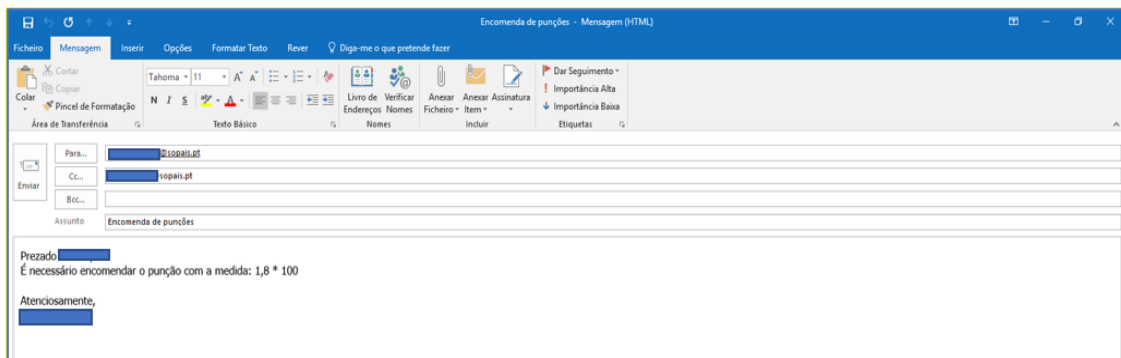 Encomenda de punções - Mensagem (HTML)
Ficheiro Mensagem Inserir Opções Formatar Texto Rever Diga-me o que pretende fazer
Colar
Cortar
Copiar
Pincel de Formatação
Área de Transferência
Tahoma 11
N I S
Texto Básico
Livro de Endereços
Verificar Nomes
Nomes
Anexar Ficheiro
Anexar Item
Assinatura
Incluir
Dar Seguimento
Importância Alta
Importância Baixa
Etiquetas
Enviar
Para... @sopais.pt
Cc... sopais.pt
Bcc...
Assunto Encomenda de punções
Prezado
É necessário encomendar o punção com a medida: 1,8 * 100
Atenciosamente,